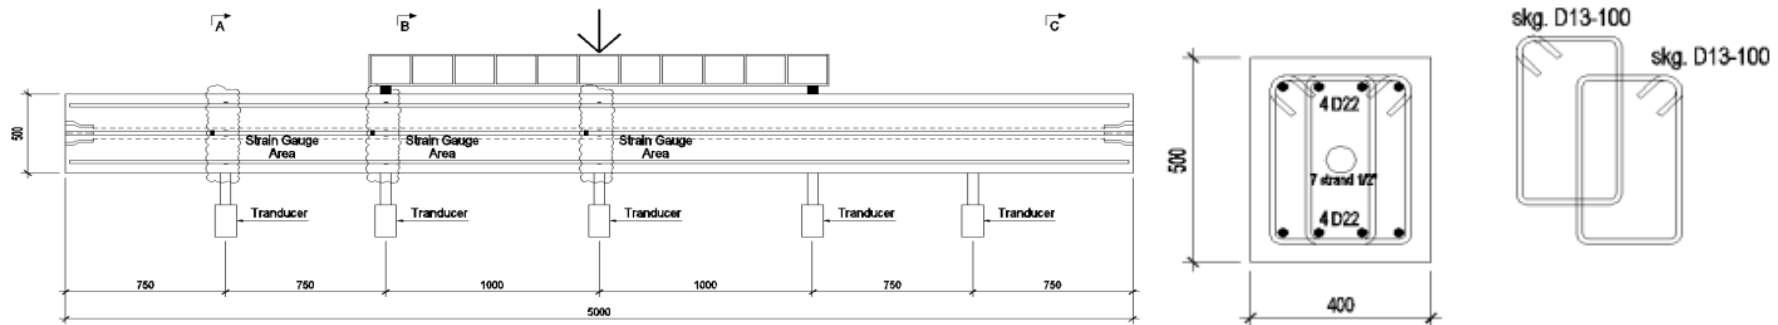 A
B
C
500
Strain Gauge
Area
Strain Gauge
Area
Strain Gauge
Area
Tranducer
Tranducer
Tranducer
Tranducer
Tranducer
750
750
1000
1000
750
5000
500
4 D22
7 strand 1/2"
4 D22
400
skg. D13-100
skg. D13-100